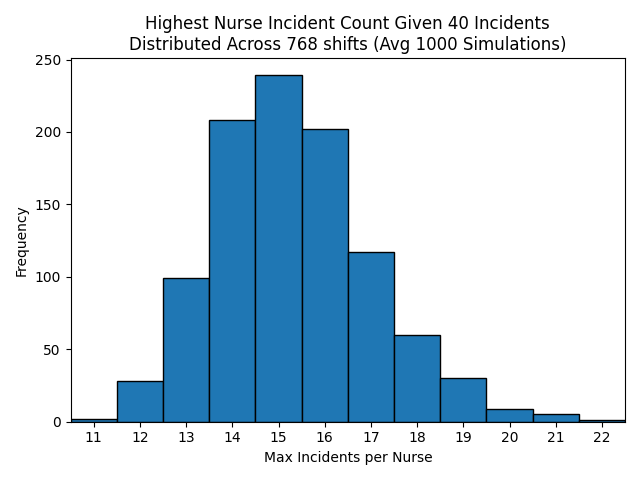 Highest Nurse Incident Count Given 40 Incidents
Distributed Across 768 shifts (Avg 1000 Simulations)
250
200
150
100
50
0
Frequency
11 12 13 14 15 16 17 18 19 20 21 22
Max Incidents per Nurse